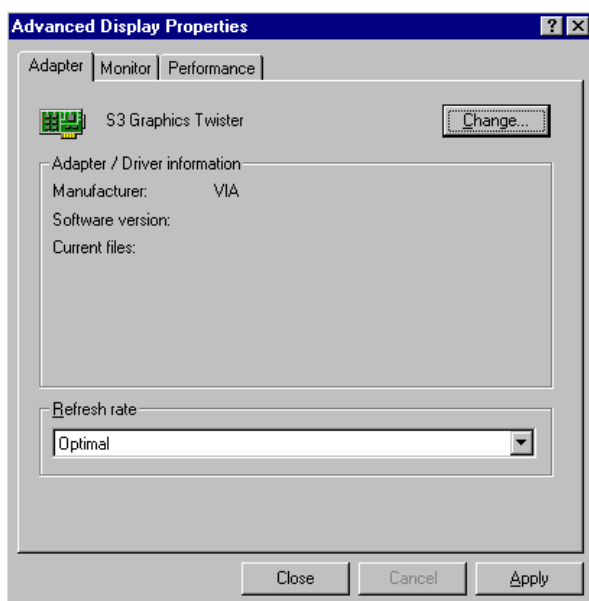 Advanced Display Properties
Adapter Monitor Performance
S3 Graphics Twister Change...
Adapter / Driver information
Manufacturer: VIA
Software version:
Current files:
Refresh rate
Optimal
Close Cancel Apply